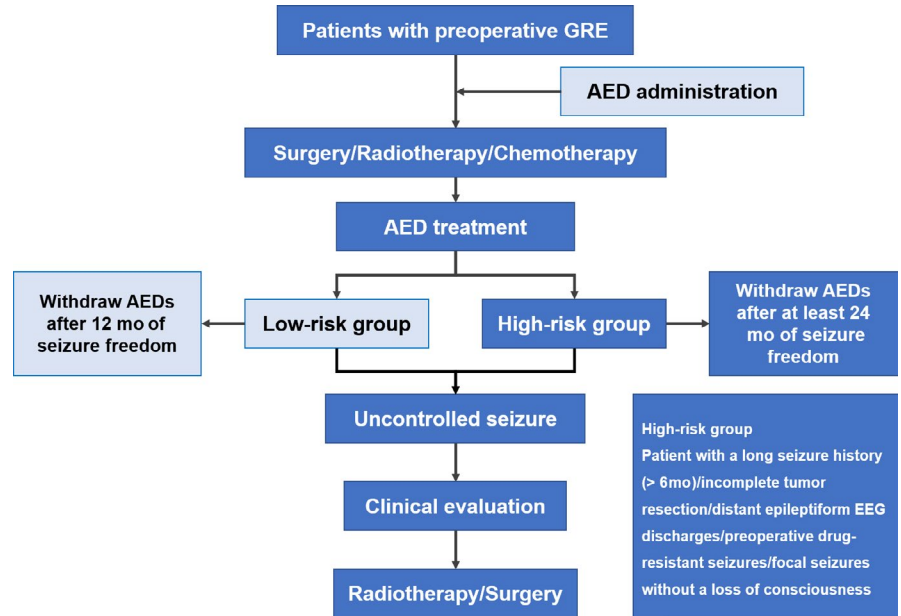 Patients with preoperative GRE
AED administration
Surgery/Radiotherapy/Chemotherapy
AED treatment
Withdraw AEDs
after 12 mo of
seizure freedom
Low-risk group
High-risk group
Withdraw AEDs
after at least 24
mo of seizure
freedom
Uncontrolled seizure
Clinical evaluation
Radiotherapy/Surgery
High-risk group
Patient with a long seizure history
(> 6mo)/incomplete tumor
resection/distant epileptiform EEG
discharges/preoperative drug-
resistant seizures/focal seizures
without a loss of consciousness